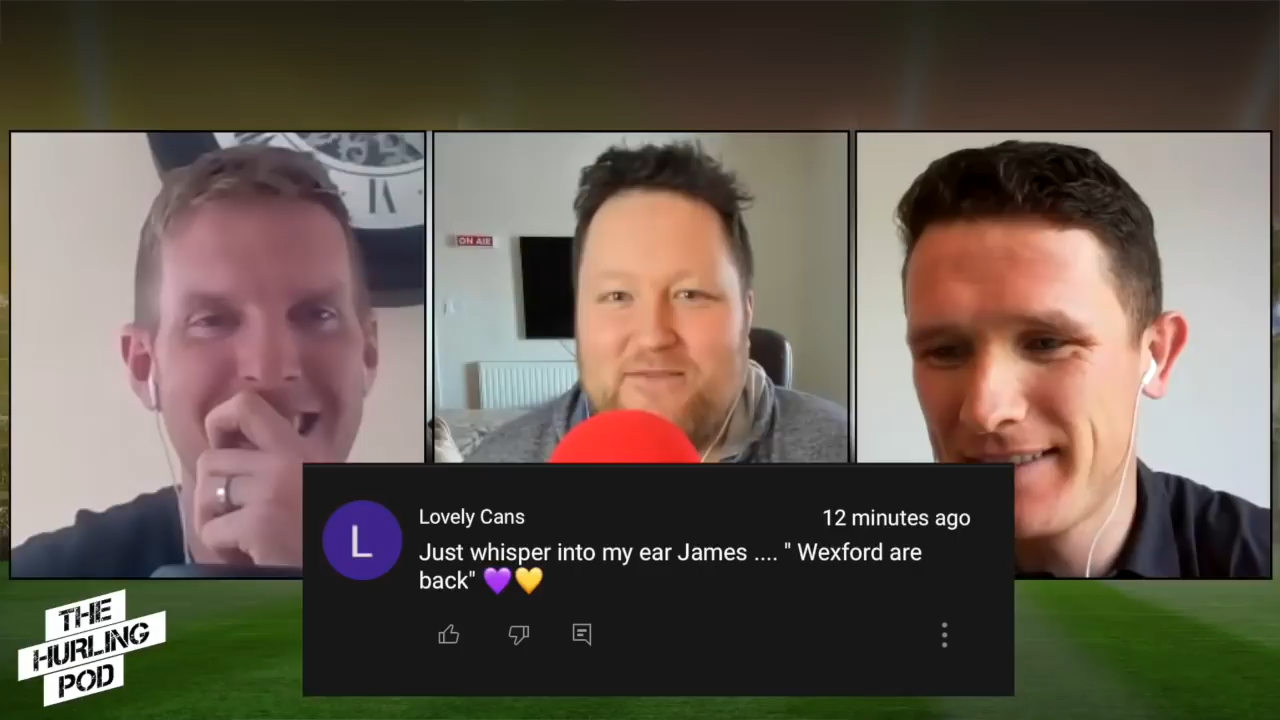 ON AIR
Lovely Cans
12 minutes ago
L
Just whisper into my ear James .... " Wexford are
back" 💜💛
THE
HURLING
POD